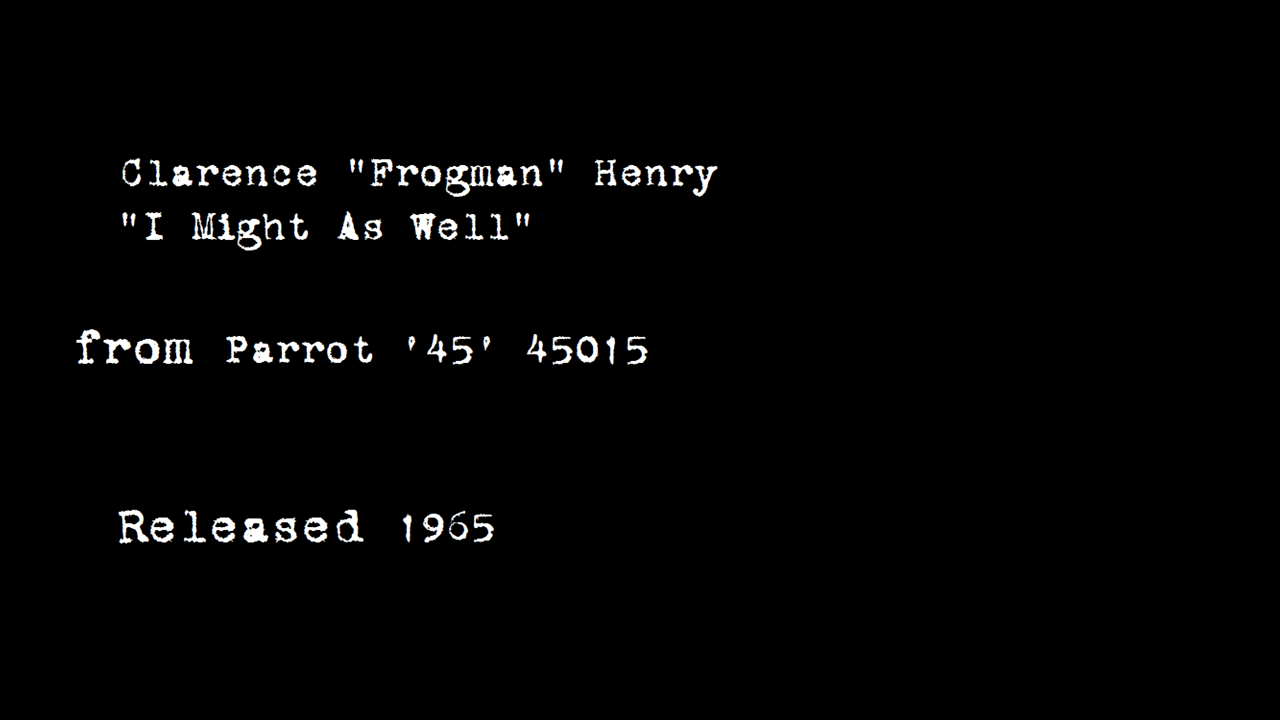 Clarence "Frogman" Henry
"I Might As Well"
from Parrot '45' 45015
Released 1965